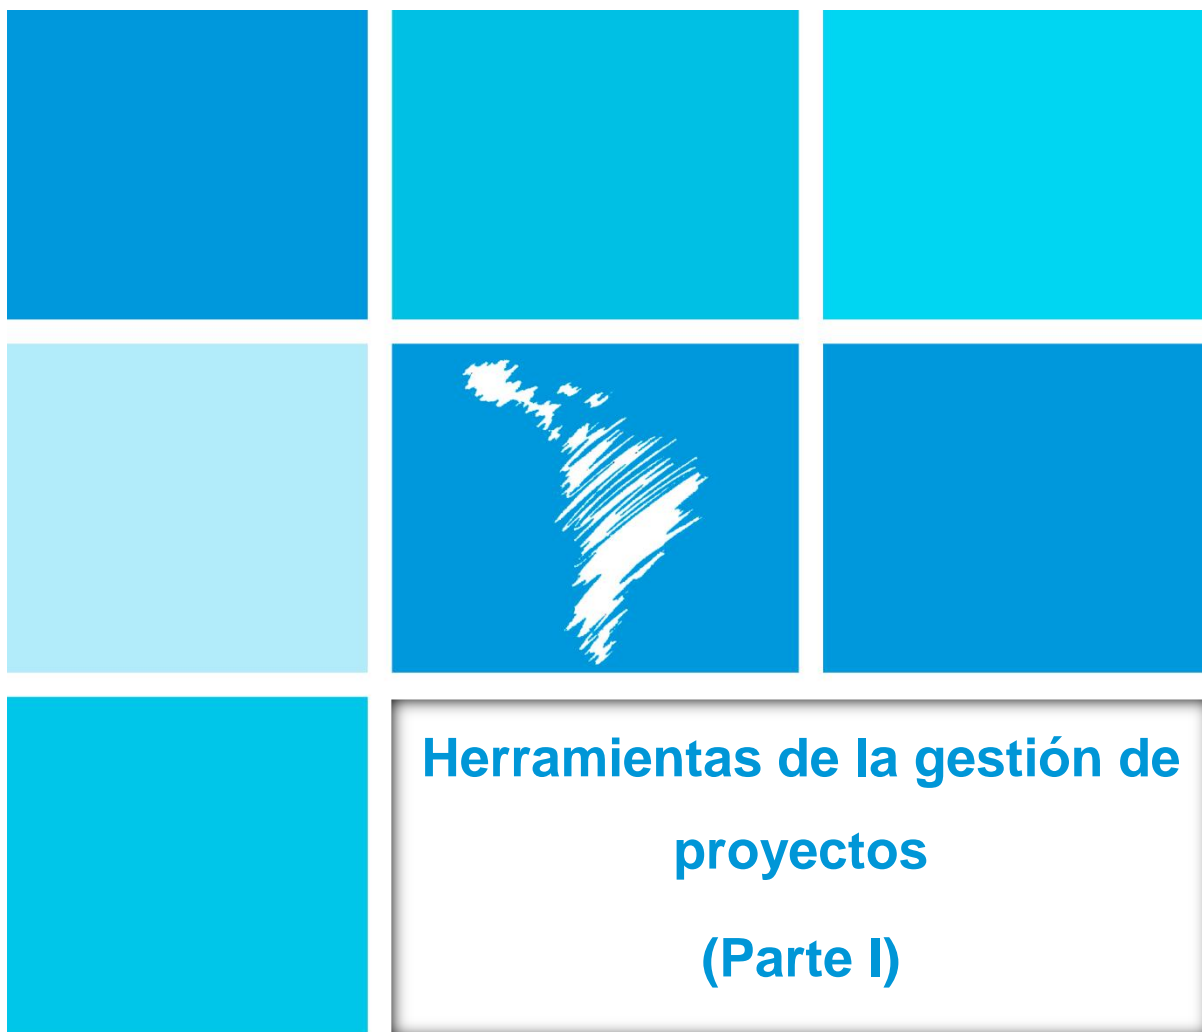 Herramientas de la gestión de
proyectos
(Parte I)